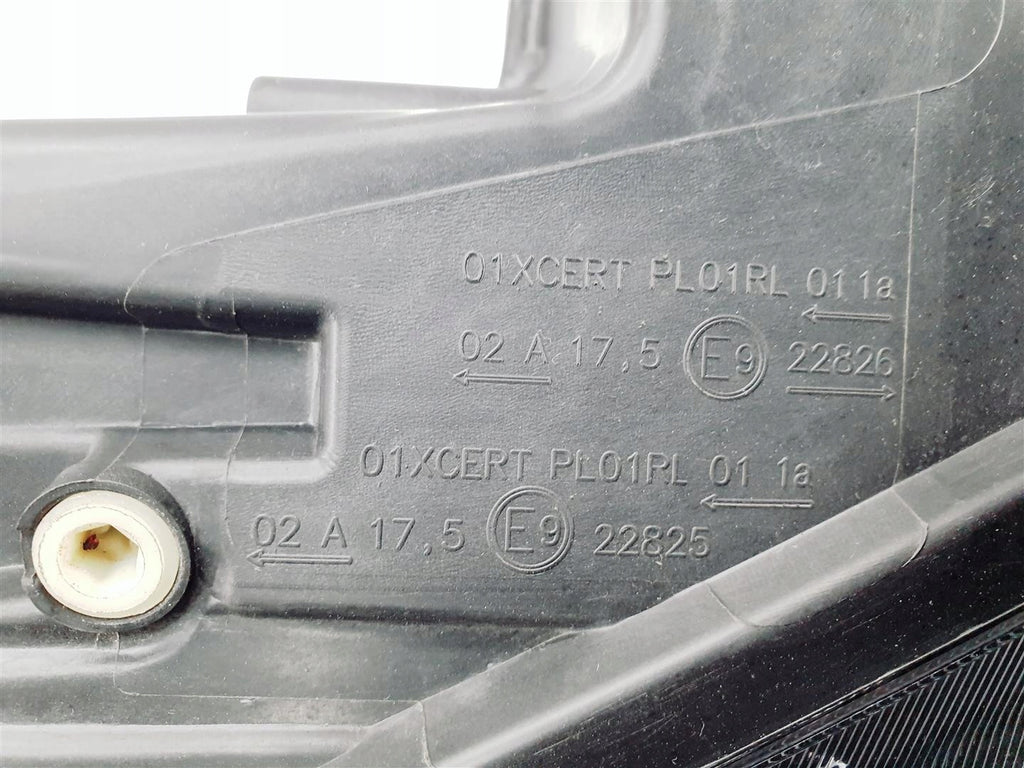 01XCERT PL01RL 01 1a
02 A 17,5 E9 22826
01XCERT PL01RL 01 1a
02 A 17,5 E9 22825